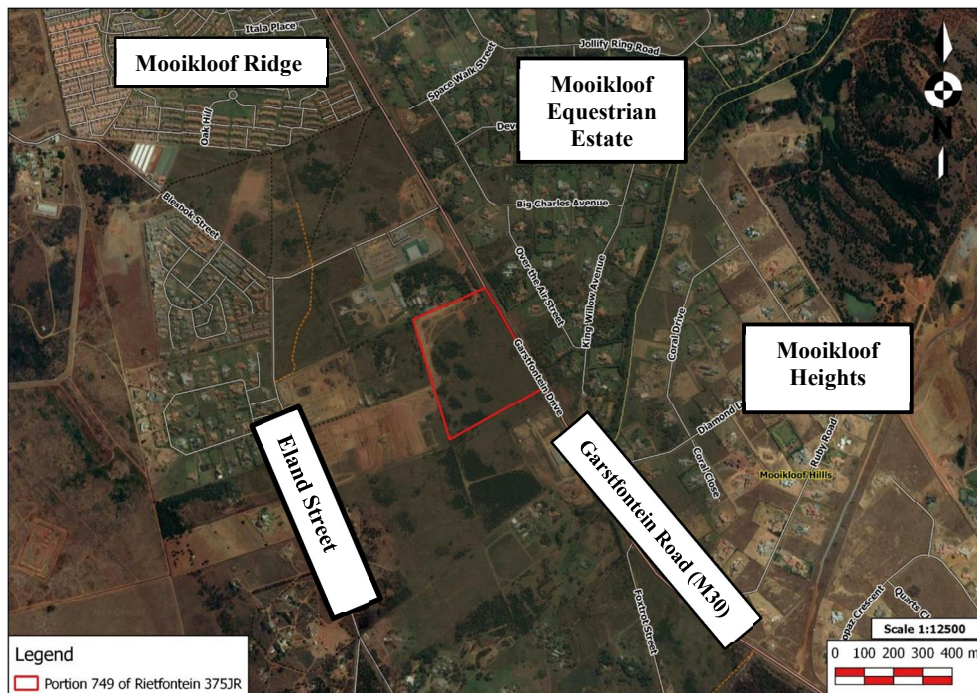 Itala Place
Mooikloof Ridge
Oak Hill
Space Walk Street
Jollify Ring Road
Mooikloof
Equestrian
Estate
N
Birsook Street
Big Charles Avenue
Over the Air Street
King Willow Avenue
Coral Drive
Garstfontein Drive
Mooikloof
Heights
Diamond
Coral Close
Ruby Road
Mooikloof Hills
Eland Street
Garstfontein Road (M30)
Foxtrot Street
Crescent
Scale 1:12500
0 100 200 300 400 m
Legend
Portion 749 of Rietfontein 375JR